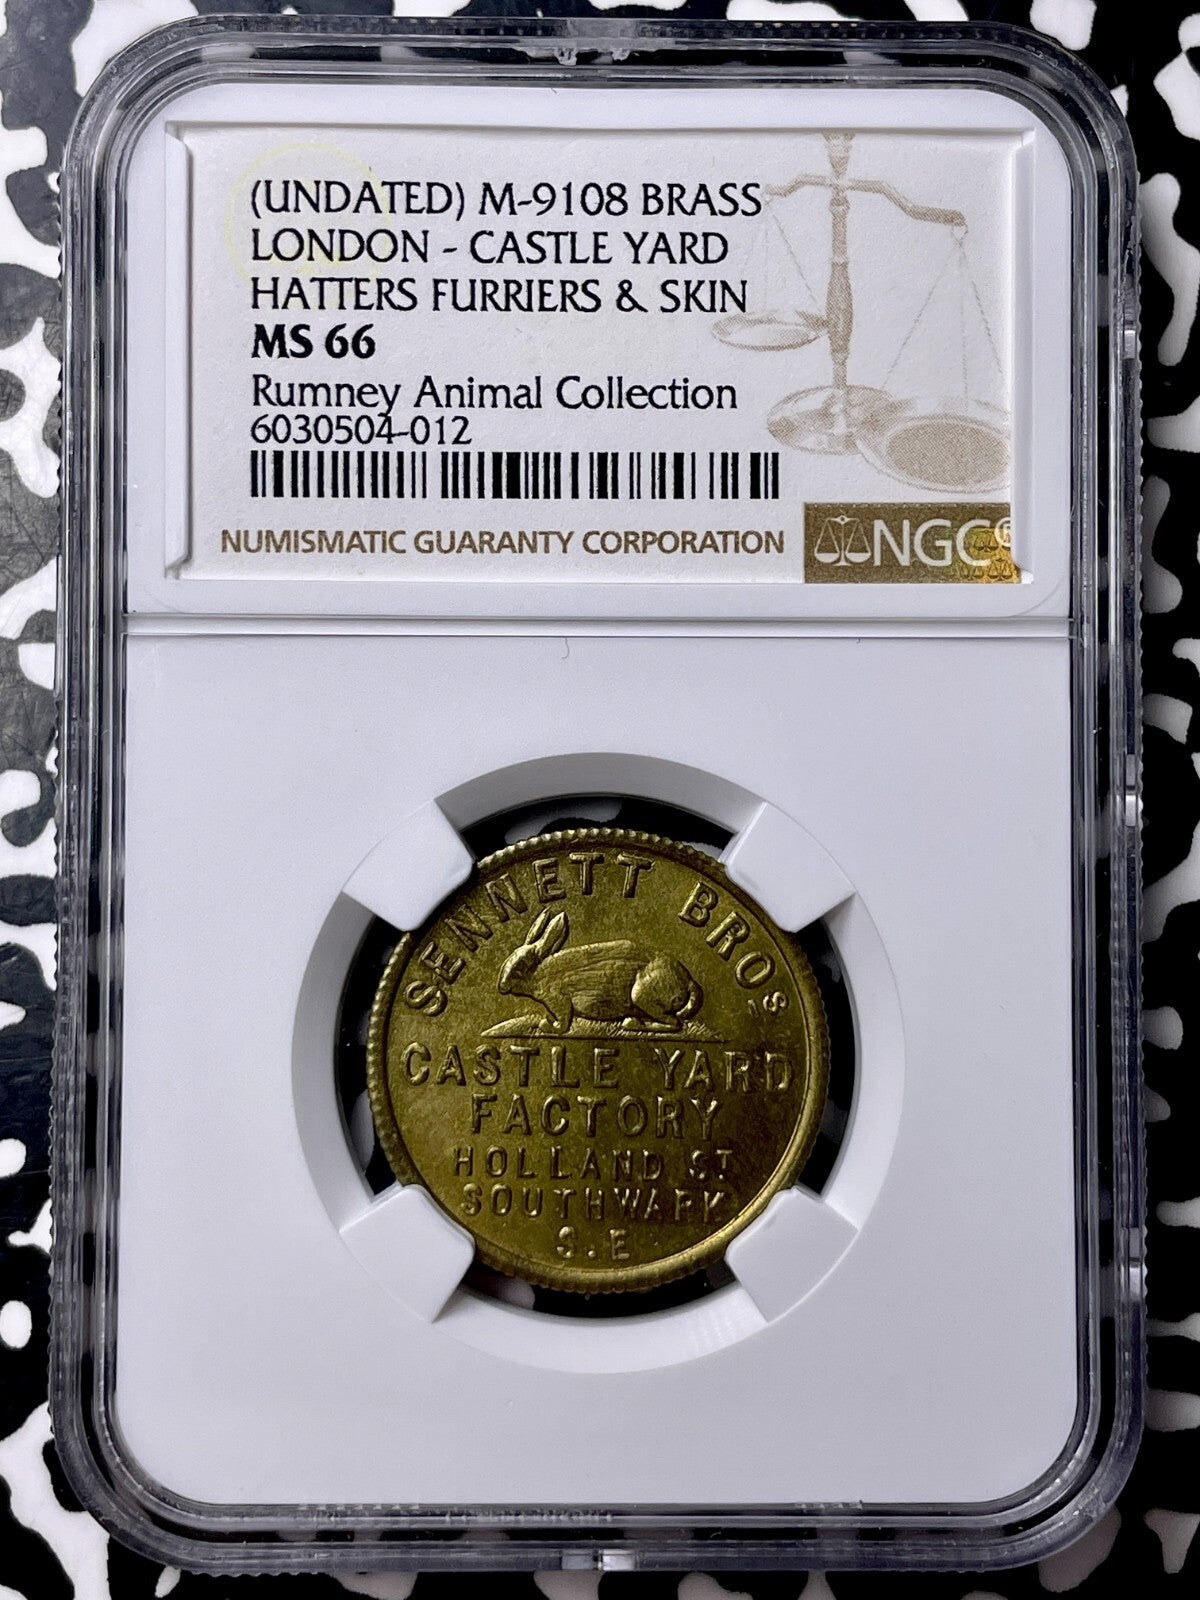 (UNDATED) M-9108 BRASS
LONDON - CASTLE YARD
HATTERS FURRIERS & SKIN
MS 66
Rumney Animal Collection
6030504-012
NUMISMATIC GUARANTY CORPORATION
NGC®
SENNETT BROS
CASTLE YARD
FACTORY
HOLLAND ST
SOUTHWARK
S.E